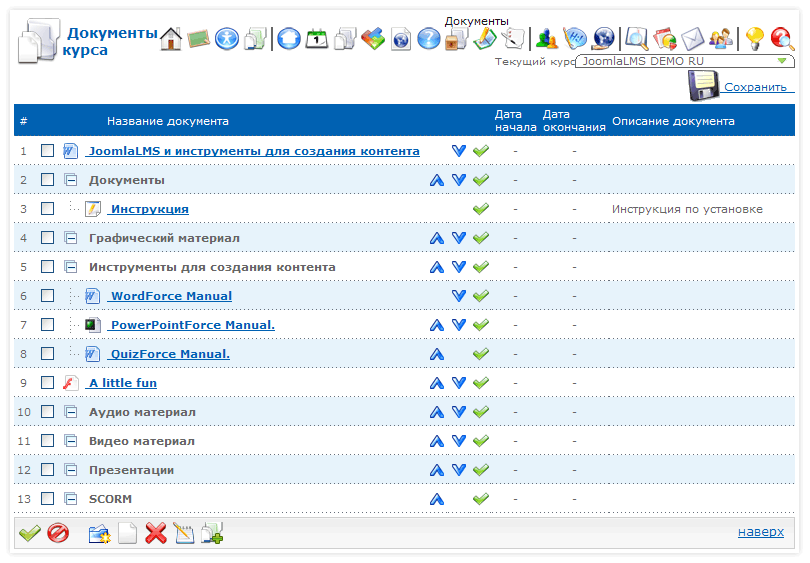 Документы
Документы
курса
Текущий курс
JoomlaLMS DEMO RU
Сохранить
# Название документа Дата начала Дата окончания Описание документа
1 JoomlaLMS и инструменты для создания контента - -
2 Документы - -
3 Инструкция - - Инструкция по установке
4 Графический материал - -
5 Инструменты для создания контента - -
6 WordForce Manual - -
7 PowerPointForce Manual. - -
8 QuizForce Manual. - -
9 A little fun - -
10 Аудио материал - -
11 Видео материал - -
12 Презентации - -
13 SCORM - -
наверх